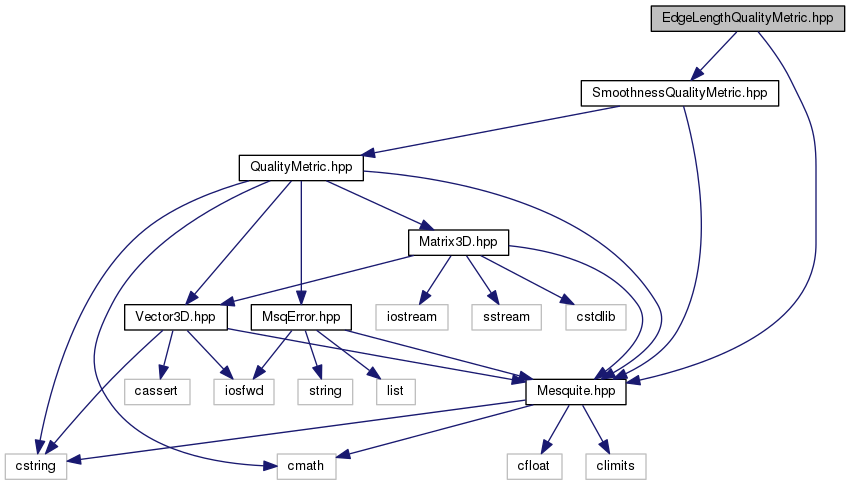 EdgeLengthQualityMetric.hpp
SmoothnessQualityMetric.hpp
QualityMetric.hpp
Matrix3D.hpp
Vector3D.hpp
MsqError.hpp
iostream
sstream
cstdlib
cassert
iosfwd
string
list
Mesquite.hpp
cstring
cmath
cfloat
climits